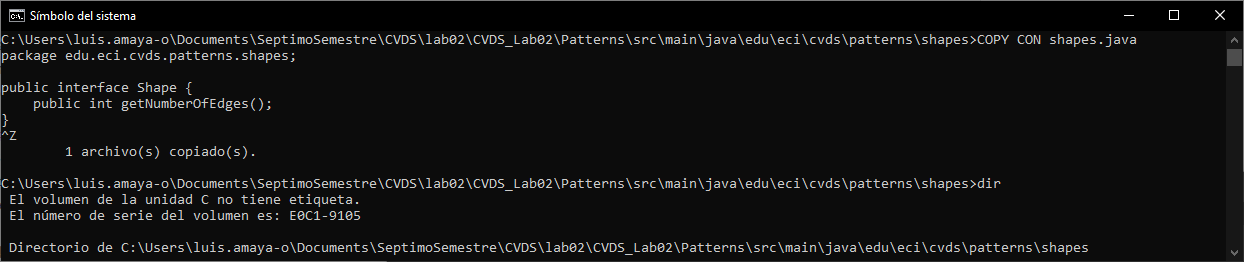 Símbolo del sistema
C:\Users\luis.amaya-o\Documents\SeptimoSemestre\CVDS\lab02\CVDS_Lab02\Patterns\src\main\java\edu\eci\cvds\patterns\shapes>COPY CON shapes.java
package edu.eci.cvds.patterns.shapes;

public interface Shape {
    public int getNumberOfEdges();
}
^Z
        1 archivo(s) copiado(s).

C:\Users\luis.amaya-o\Documents\SeptimoSemestre\CVDS\lab02\CVDS_Lab02\Patterns\src\main\java\edu\eci\cvds\patterns\shapes>dir
 El volumen de la unidad C no tiene etiqueta.
 El número de serie del volumen es: E0C1-9105

 Directorio de C:\Users\luis.amaya-o\Documents\SeptimoSemestre\CVDS\lab02\CVDS_Lab02\Patterns\src\main\java\edu\eci\cvds\patterns\shapes